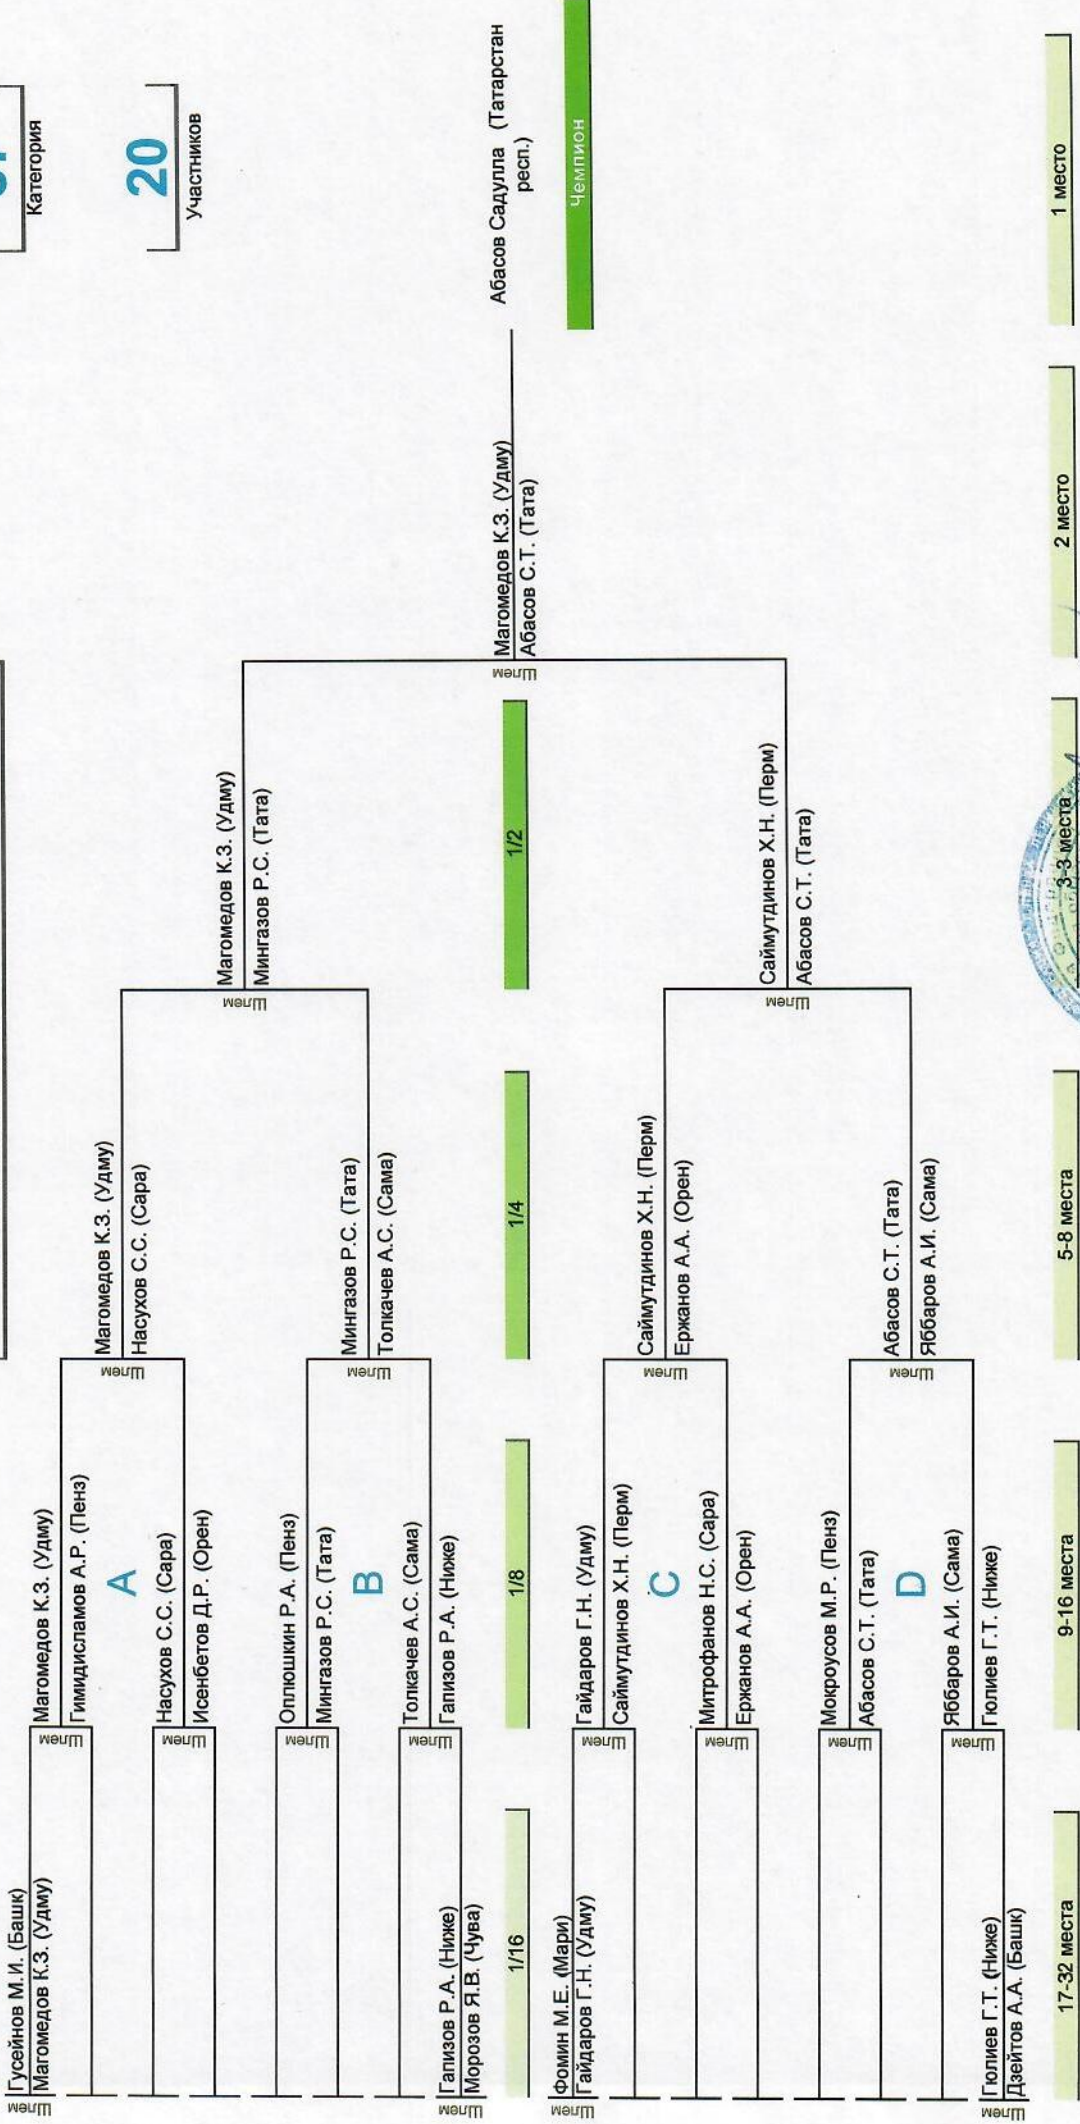 Категория
20
Участников
Гусейнов М.И. (Башк)
Магомедов К.З. (Удму)
Шлем
Гапизов Р.А. (Ниже)
Морозов Я.В. (Чува)
Шлем
1/16
Фомин М.Е. (Мари)
Гайдаров Г.Н. (Удму)
Шлем
Гюлиев Г.Т. (Ниже)
Дзейтов А.А. (Башк)
Шлем
17-32 места
Магомедов К.З. (Удму)
Гимидисламов А.Р. (Пенз)
Шлем
A
Насухов С.С. (Сара)
Исенбетов Д.Р. (Орен)
Шлем
Оплюшкин Р.А. (Пенз)
Мингазов Р.С. (Тата)
Шлем
B
Толкачев А.С. (Сама)
Гапизов Р.А. (Ниже)
Шлем
1/8
Гайдаров Г.Н. (Удму)
Саймутдинов Х.Н. (Перм)
Шлем
C
Митрофанов Н.С. (Сара)
Ержанов А.А. (Орен)
Шлем
Мокроусов М.Р. (Пенз)
Абасов С.Т. (Тата)
Шлем
D
Яббаров А.И. (Сама)
Гюлиев Г.Т. (Ниже)
Шлем
9-16 места
Магомедов К.З. (Удму)
Насухов С.С. (Сара)
Шлем
Мингазов Р.С. (Тата)
Толкачев А.С. (Сама)
Шлем
1/4
Саймутдинов Х.Н. (Перм)
Ержанов А.А. (Орен)
Шлем
Абасов С.Т. (Тата)
Яббаров А.И. (Сама)
Шлем
5-8 места
Магомедов К.З. (Удму)
Мингазов Р.С. (Тата)
Шлем
1/2
Саймутдинов Х.Н. (Перм)
Абасов С.Т. (Тата)
Шлем
3-3 места
Магомедов К.З. (Удму)
Абасов С.Т. (Тата)
Шлем
2 место
Абасов Садулла (Татарстан
респ.)
Чемпион
1 место